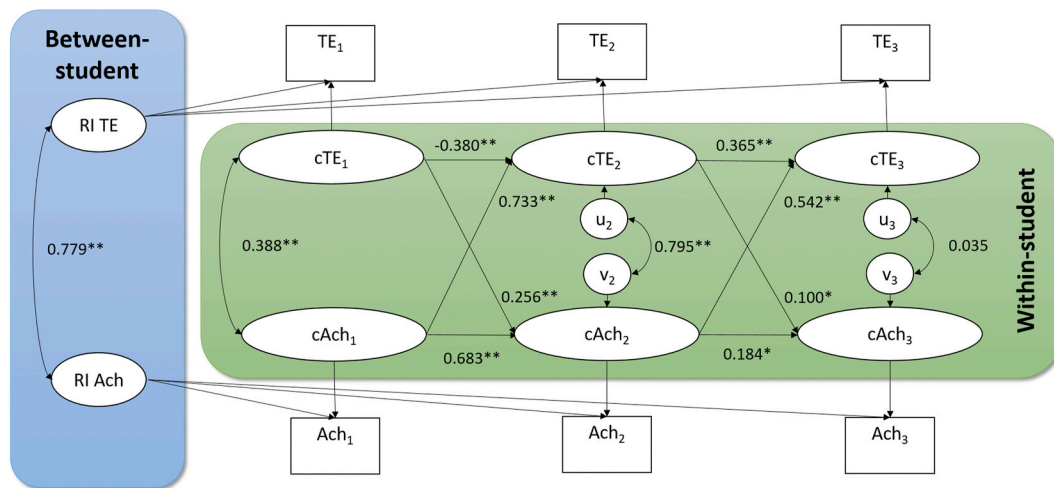 Between-
student
RI TE
0.779**
RI Ach
TE₁
TE₂
TE₃
cTE₁
-0.380**
cTE₂
0.365**
cTE₃
0.733**
0.542**
u₂
u₃
0.388**
0.795**
0.035
v₂
v₃
0.256**
0.100*
cAch₁
cAch₂
cAch₃
0.683**
0.184*
Ach₁
Ach₂
Ach₃
Within-student